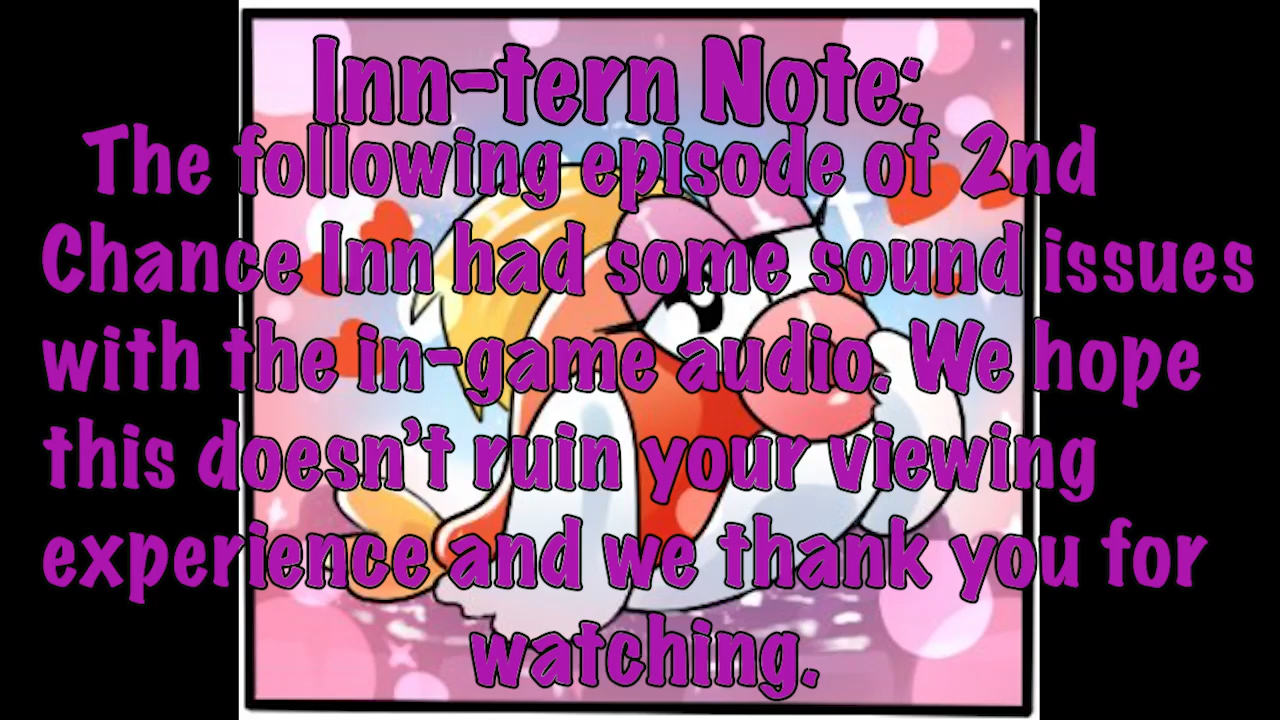 Inn-tern Note:
The following episode of 2nd
Chance Inn had some sound issues
with the in-game audio. We hope
this doesn't ruin your viewing
experience and we thank you for
watching.